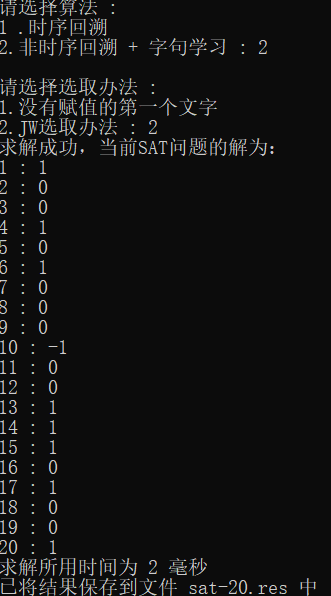 请选择算法 :
1 .时序回溯
2.非时序回溯 + 字句学习 : 2
请选择选取办法 :
1.没有赋值的第一个文字
2.JW选取办法 : 2
求解成功，当前SAT问题的解为:
1 : 1
2 : 0
3 : 0
4 : 1
5 : 0
6 : 1
7 : 0
8 : 0
9 : 0
10 : -1
11 : 0
12 : 0
13 : 1
14 : 1
15 : 1
16 : 0
17 : 1
18 : 0
19 : 0
20 : 1
求解所用时间为 2 毫秒
已将结果保存到文件 sat-20.res 中